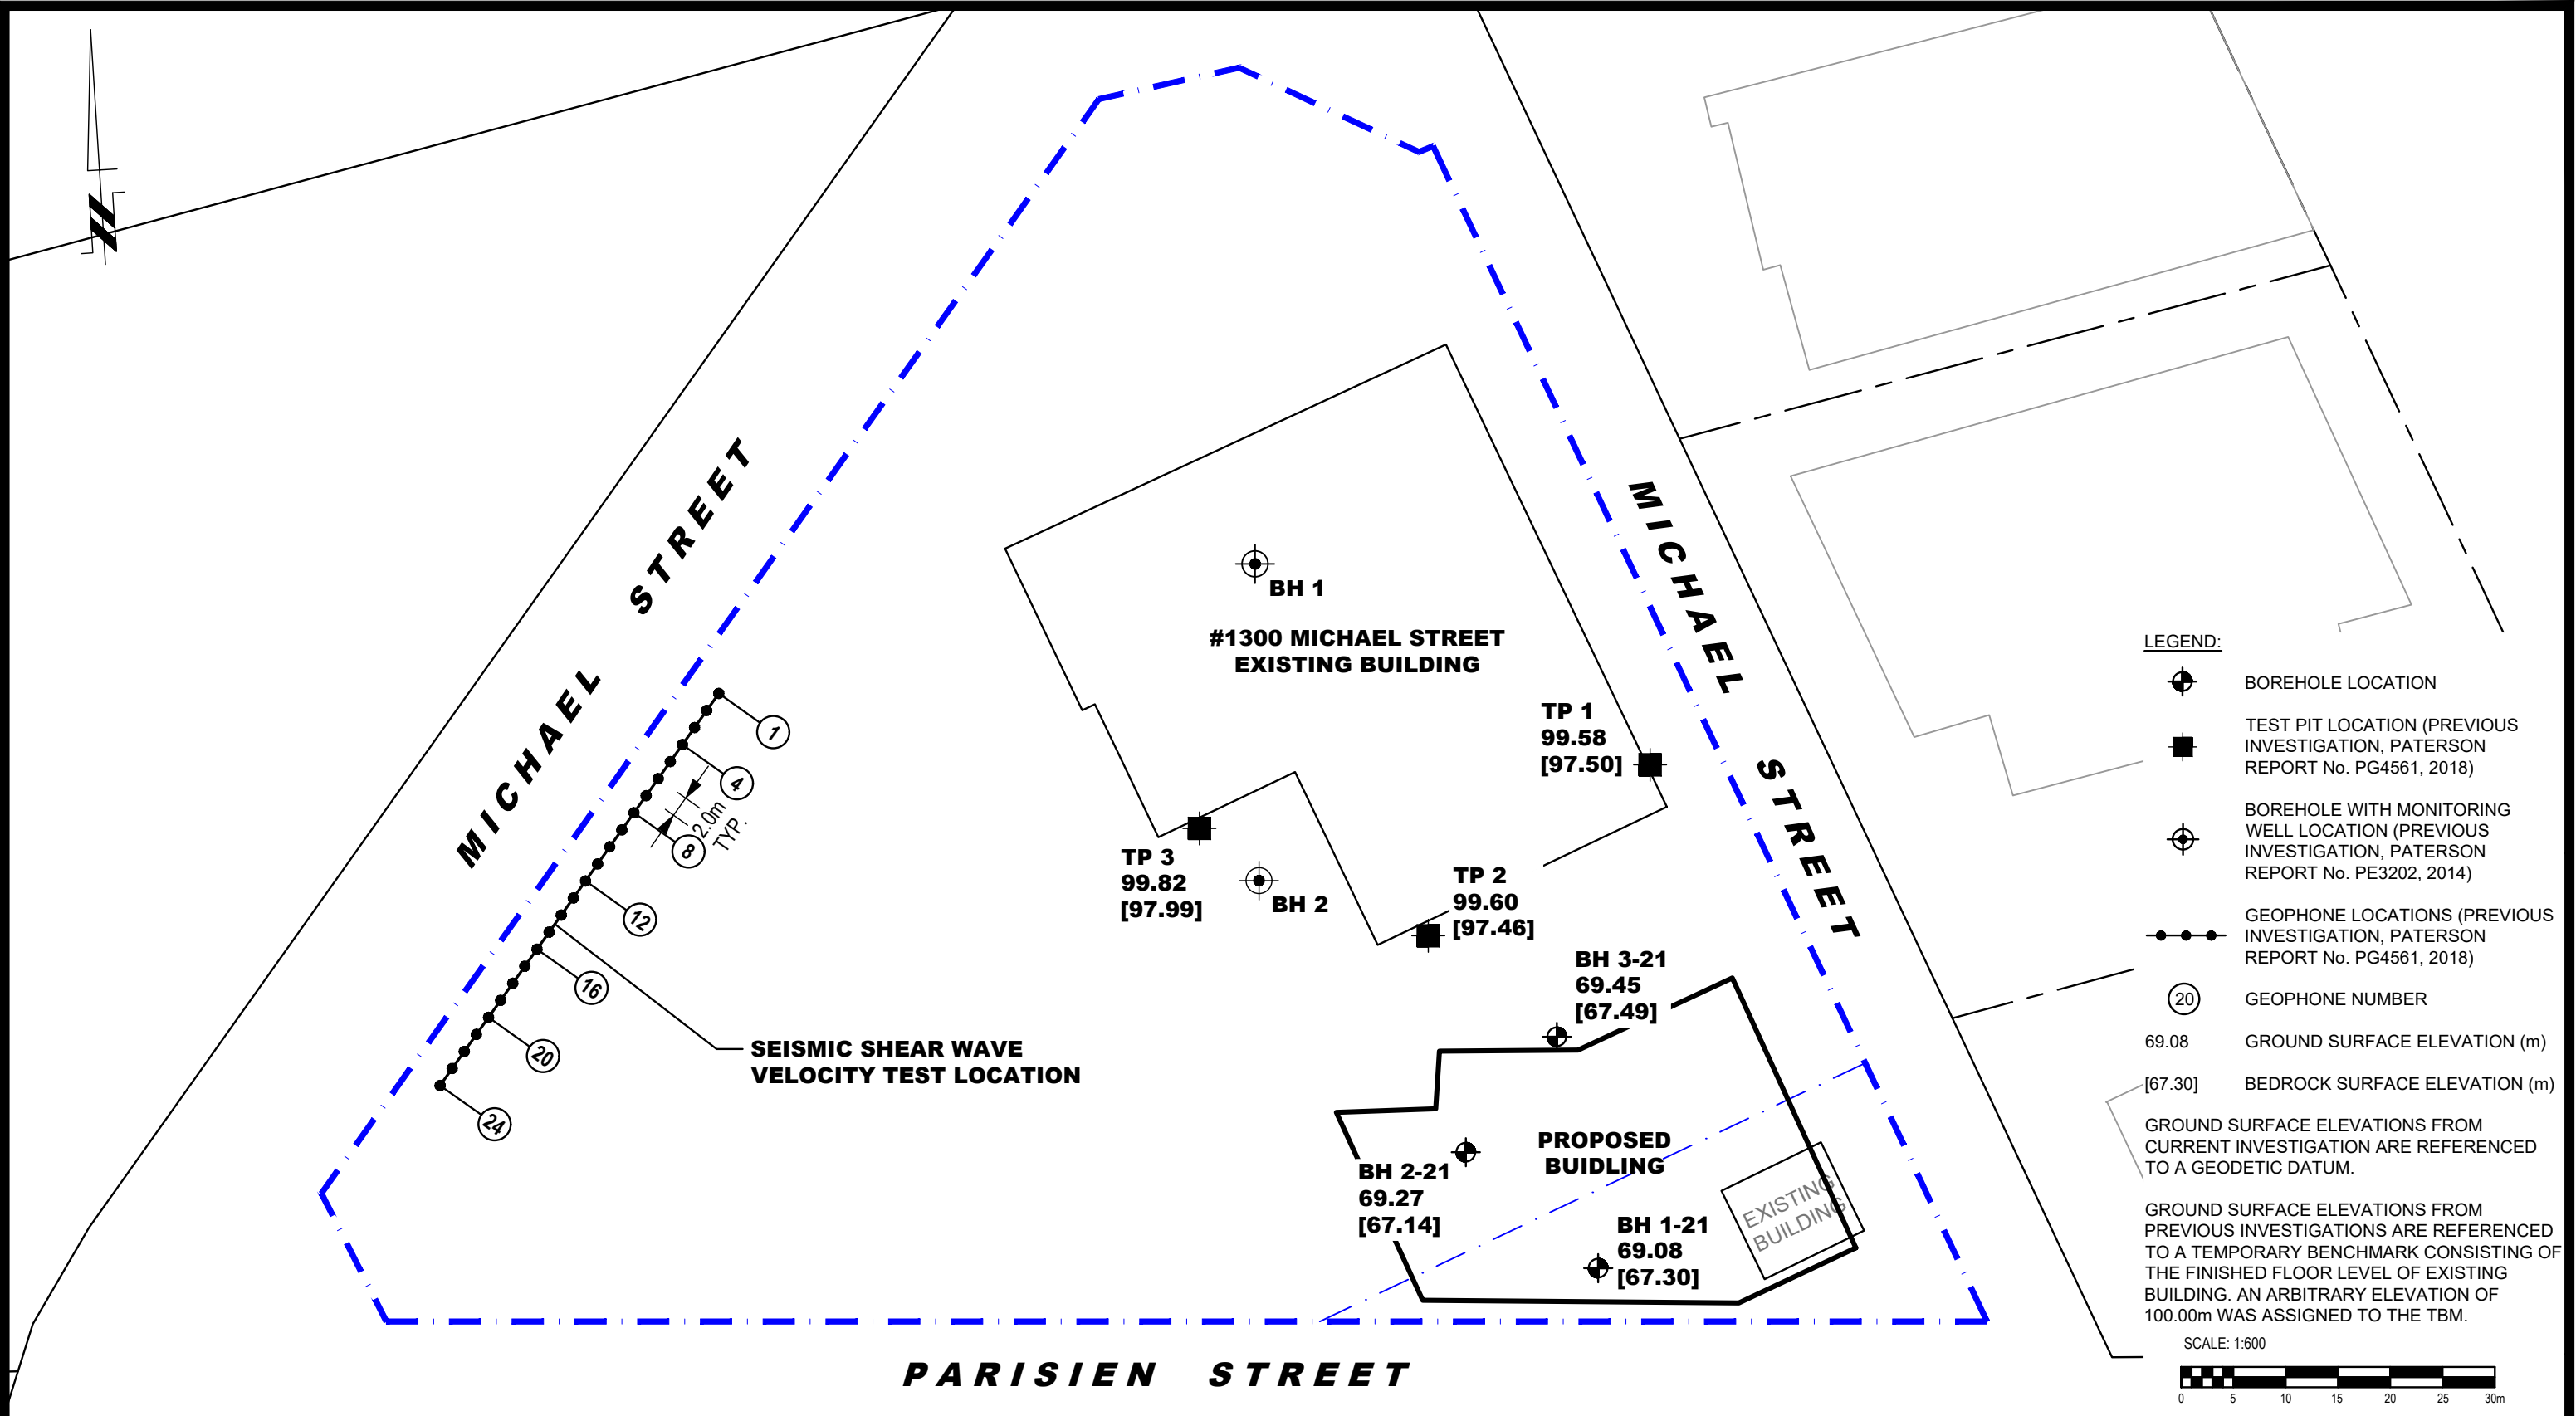 MICHAEL STREET
MICHAEL STREET
BH 1
#1300 MICHAEL STREET
EXISTING BUILDING
TP 1
99.58
[97.50]
1
4
2.0m
TYP.
8
12
16
20
24
TP 3
99.82
[97.99]
BH 2
TP 2
99.60
[97.46]
SEISMIC SHEAR WAVE
VELOCITY TEST LOCATION
BH 3-21
69.45
[67.49]
PROPOSED
BUIDLING
BH 2-21
69.27
[67.14]
EXISTING
BUILDING
BH 1-21
69.08
[67.30]
PARISIEN STREET
LEGEND:
BOREHOLE LOCATION
TEST PIT LOCATION (PREVIOUS
INVESTIGATION, PATERSON
REPORT No. PG4561, 2018)
BOREHOLE WITH MONITORING
WELL LOCATION (PREVIOUS
INVESTIGATION, PATERSON
REPORT No. PE3202, 2014)
GEOPHONE LOCATIONS (PREVIOUS
INVESTIGATION, PATERSON
REPORT No. PG4561, 2018)
20 GEOPHONE NUMBER
69.08 GROUND SURFACE ELEVATION (m)
[67.30] BEDROCK SURFACE ELEVATION (m)
GROUND SURFACE ELEVATIONS FROM
CURRENT INVESTIGATION ARE REFERENCED
TO A GEODETIC DATUM.
GROUND SURFACE ELEVATIONS FROM
PREVIOUS INVESTIGATIONS ARE REFERENCED
TO A TEMPORARY BENCHMARK CONSISTING OF
THE FINISHED FLOOR LEVEL OF EXISTING
BUILDING. AN ARBITRARY ELEVATION OF
100.00m WAS ASSIGNED TO THE TBM.
SCALE: 1:600
0 5 10 15 20 25 30m